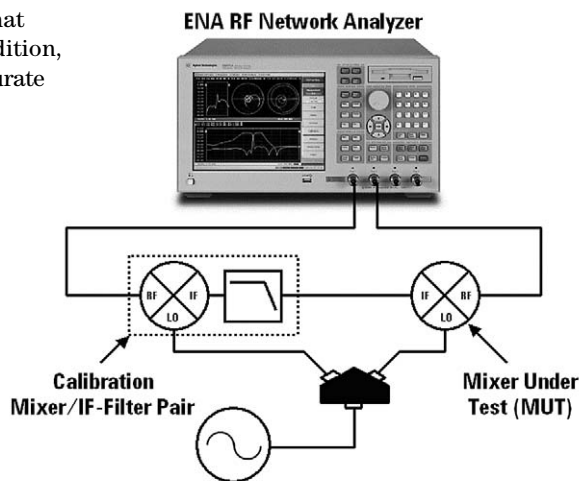 hat
dition,
urate
ENA RF Network Analyzer
RF
IF
LO
IF
RF
LO
Calibration
Mixer/IF-Filter Pair
Mixer Under
Test (MUT)